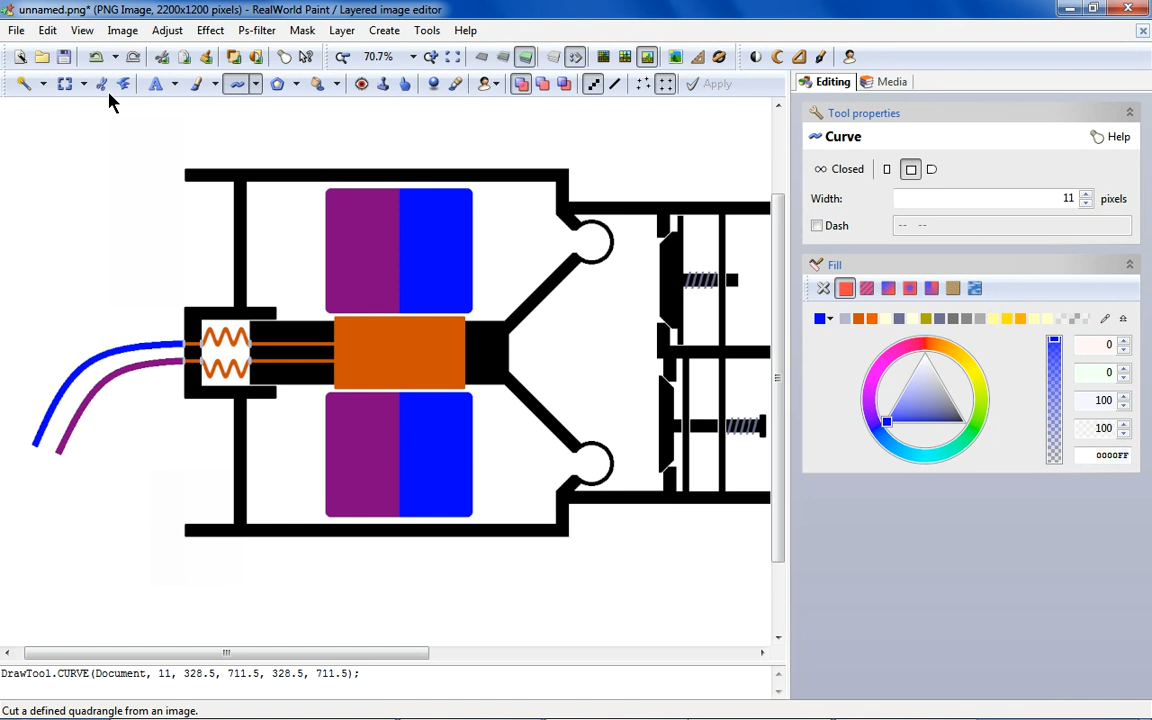 unnamed.png* (PNG Image, 2200x1200 pixels) - RealWorld Paint / Layered image editor
File Edit View Image Adjust Effect Ps-filter Mask Layer Create Tools Help
70.7%
Apply
Editing Media
Tool properties
Curve Help
Closed
Width: 11 pixels
Dash -- --
Fill
0
0
100
100
0000FF
DrawTool.CURVE(Document, 11, 328.5, 711.5, 328.5, 711.5);
Cut a defined quadrangle from an image.